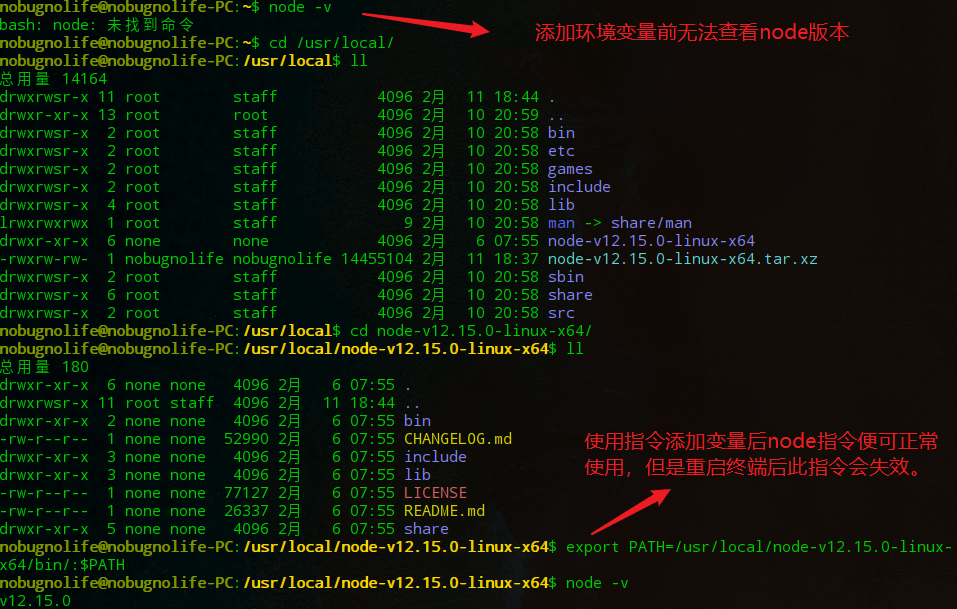 nobugnolife@nobugnolife-PC:~$ node -v
bash: node: 未找到命令
添加环境变量前无法查看node版本
nobugnolife@nobugnolife-PC:~$ cd /usr/local/
nobugnolife@nobugnolife-PC:/usr/local$ ll
总用量 14164
drwxrwsr-x 11 root        staff           4096 2月  11 18:44 .
drwxr-xr-x 13 root        root            4096 2月  10 20:59 ..
drwxrwsr-x  2 root        staff           4096 2月  10 20:58 bin
drwxrwsr-x  2 root        staff           4096 2月  10 20:58 etc
drwxrwsr-x  2 root        staff           4096 2月  10 20:58 games
drwxrwsr-x  2 root        staff           4096 2月  10 20:58 include
drwxrwsr-x  4 root        staff           4096 2月  10 20:58 lib
lrwxrwxrwx  1 root        staff              9 2月  10 20:58 man -> share/man
drwxr-xr-x  6 none        none            4096 2月   6 07:55 node-v12.15.0-linux-x64
-rwxrw-rw-  1 nobugnolife nobugnolife 14455104 2月  11 18:37 node-v12.15.0-linux-x64.tar.xz
drwxrwsr-x  2 root        staff           4096 2月  10 20:58 sbin
drwxrwsr-x  6 root        staff           4096 2月  10 20:58 share
drwxrwsr-x  2 root        staff           4096 2月  10 20:58 src
nobugnolife@nobugnolife-PC:/usr/local$ cd node-v12.15.0-linux-x64/
nobugnolife@nobugnolife-PC:/usr/local/node-v12.15.0-linux-x64$ ll
总用量 180
drwxr-xr-x  6 none none   4096 2月   6 07:55 .
drwxrwsr-x 11 root staff  4096 2月  11 18:44 ..
drwxr-xr-x  2 none none   4096 2月   6 07:55 bin
-rw-r--r--  1 none none  52990 2月   6 07:55 CHANGELOG.md
drwxr-xr-x  3 none none   4096 2月   6 07:55 include
drwxr-xr-x  3 none none   4096 2月   6 07:55 lib
-rw-r--r--  1 none none  77127 2月   6 07:55 LICENSE
-rw-r--r--  1 none none  26337 2月   6 07:55 README.md
drwxr-xr-x  5 none none   4096 2月   6 07:55 share
使用指令添加变量后node指令便可正常
使用，但是重启终端后此指令会失效。
nobugnolife@nobugnolife-PC:/usr/local/node-v12.15.0-linux-x64$ export PATH=/usr/local/node-v12.15.0-linux-
x64/bin/:$PATH
nobugnolife@nobugnolife-PC:/usr/local/node-v12.15.0-linux-x64$ node -v
v12.15.0